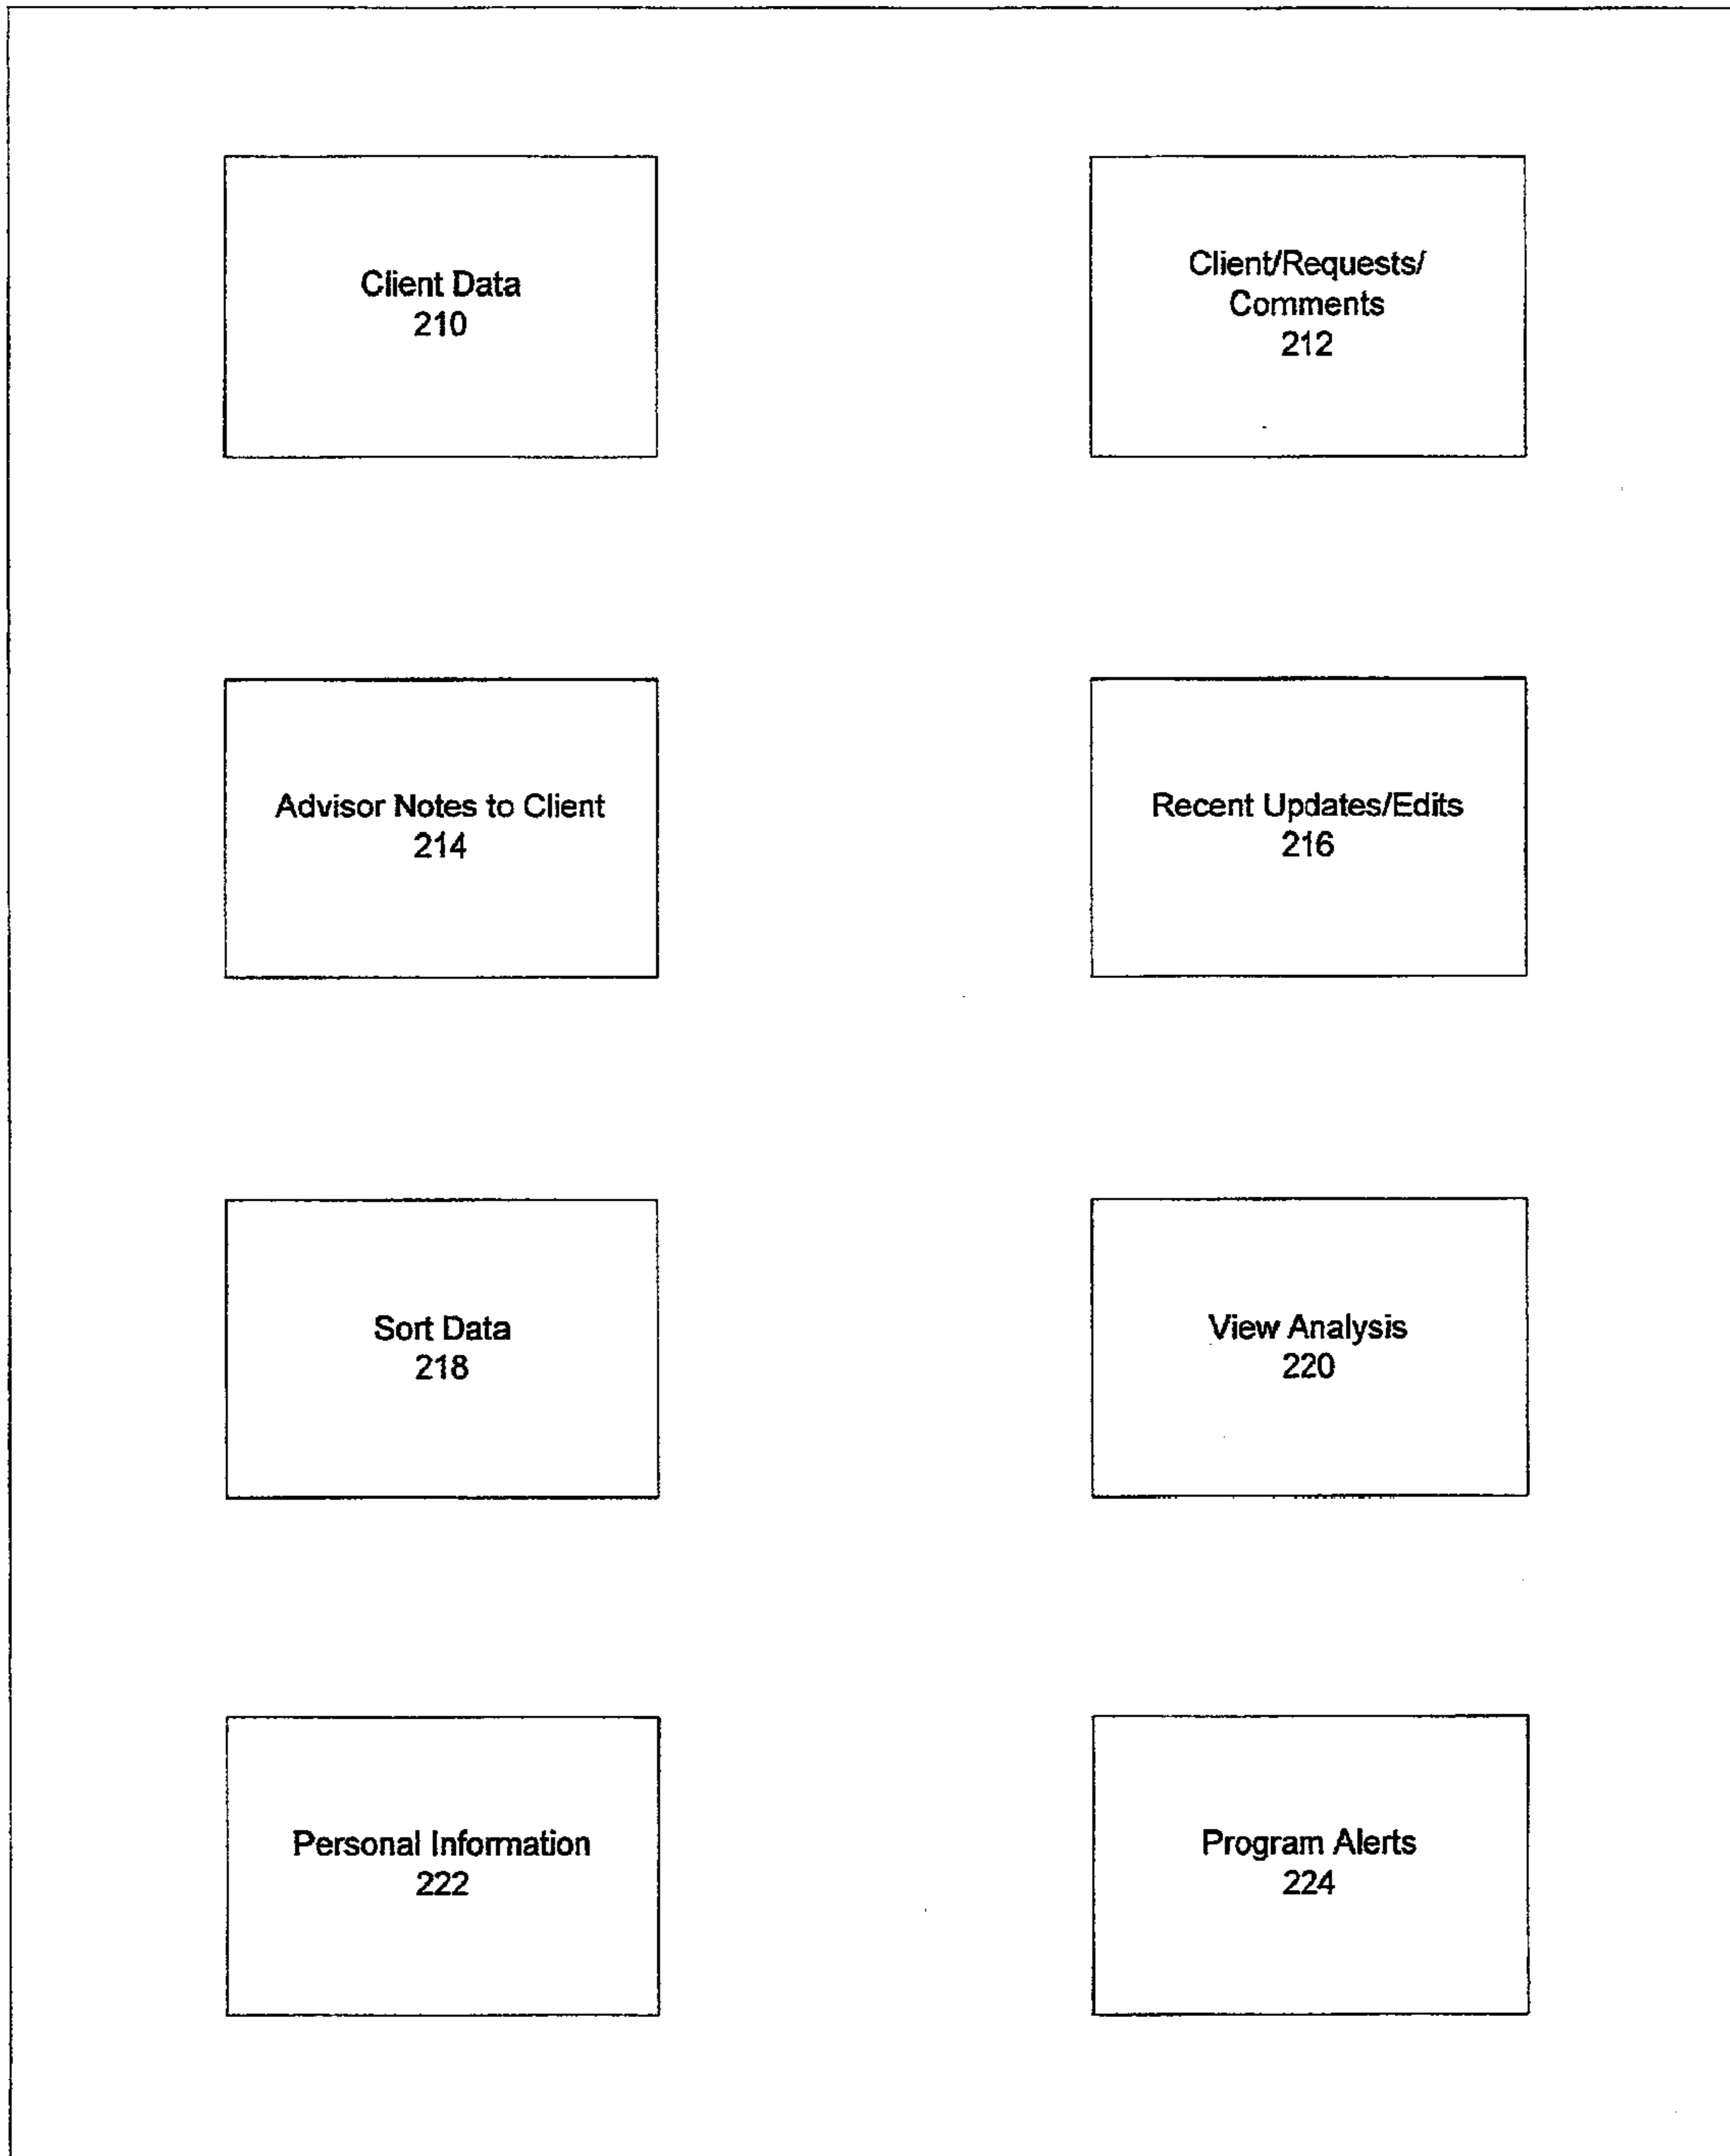 Client Data
210
Client/Requests/
Comments
212
Advisor Notes to Client
214
Recent Updates/Edits
216
Sort Data
218
View Analysis
220
Personal Information
222
Program Alerts
224